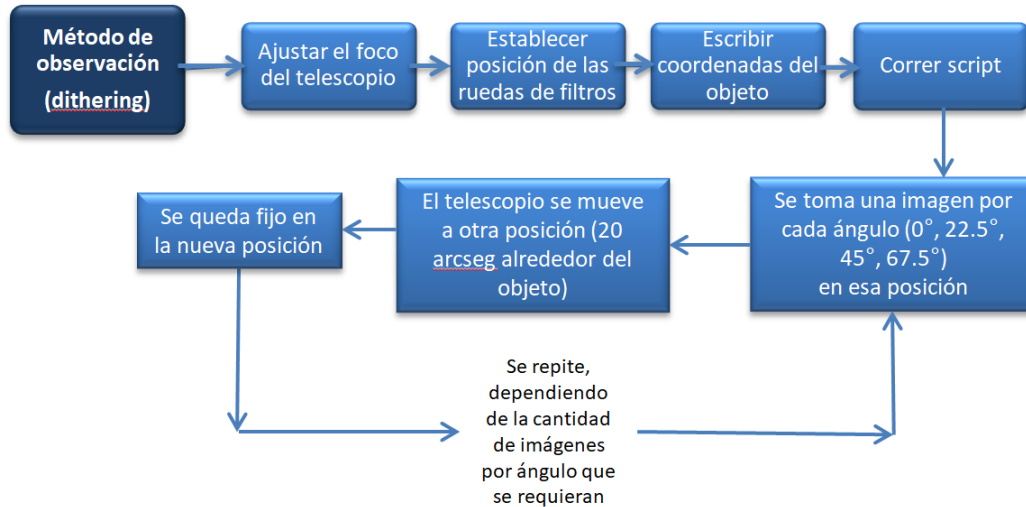 Método de
observación
(dithering)
Ajustar el foco
del telescopio
Establecer
posición de las
ruedas de filtros
Escribir
coordenadas del
objeto
Correr script
Se toma una imagen por
cada ángulo (0°, 22.5°,
45°, 67.5°)
en esa posición
El telescopio se mueve
a otra posición (20
arcseg alrededor del
objeto)
Se queda fijo en
la nueva posición
Se repite,
dependiendo
de la cantidad
de imágenes
por ángulo que
se requieran